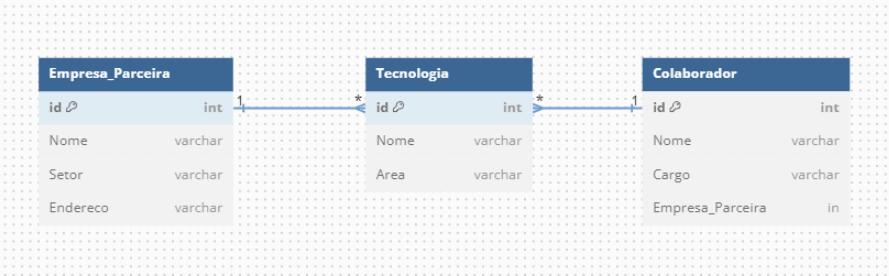 Empresa_Parceira
id int
Nome varchar
Setor varchar
Endereco varchar
1 *
Tecnologia
id int
Nome varchar
Area varchar
* 1
Colaborador
id int
Nome varchar
Cargo varchar
Empresa_Parceira in